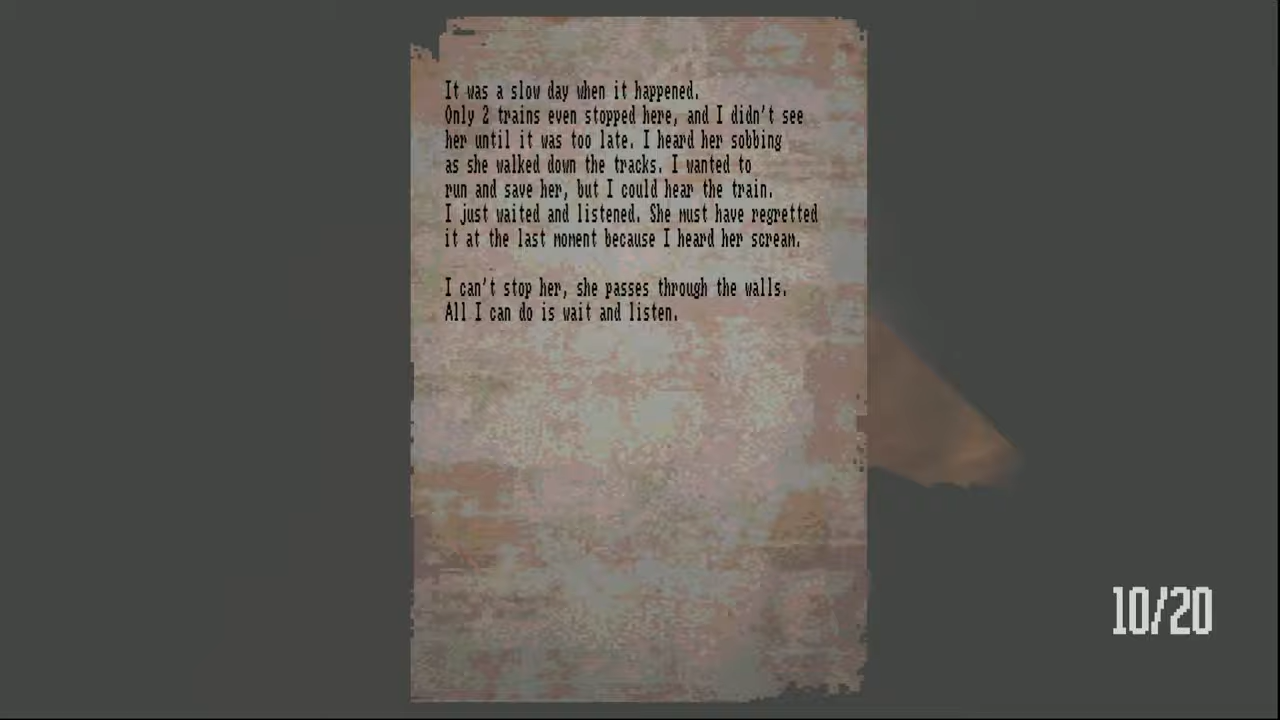 It was a slow day when it happened.
Only 2 trains even stopped here, and I didn't see
her until it was too late. I heard her sobbing
as she walked down the tracks. I wanted to
run and save her, but I could hear the train.
I just waited and listened. She must have regretted
it at the last moment because I heard her scream.
I can't stop her, she passes through the walls.
All I can do is wait and listen.
10/20